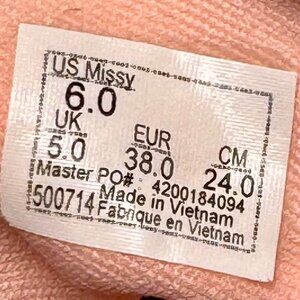 US Missy
6.0
UK EUR CM
5.0 38.0 24.0
Master PO# 4200184094
500714 Made in Vietnam
Fabrique en Vietnam